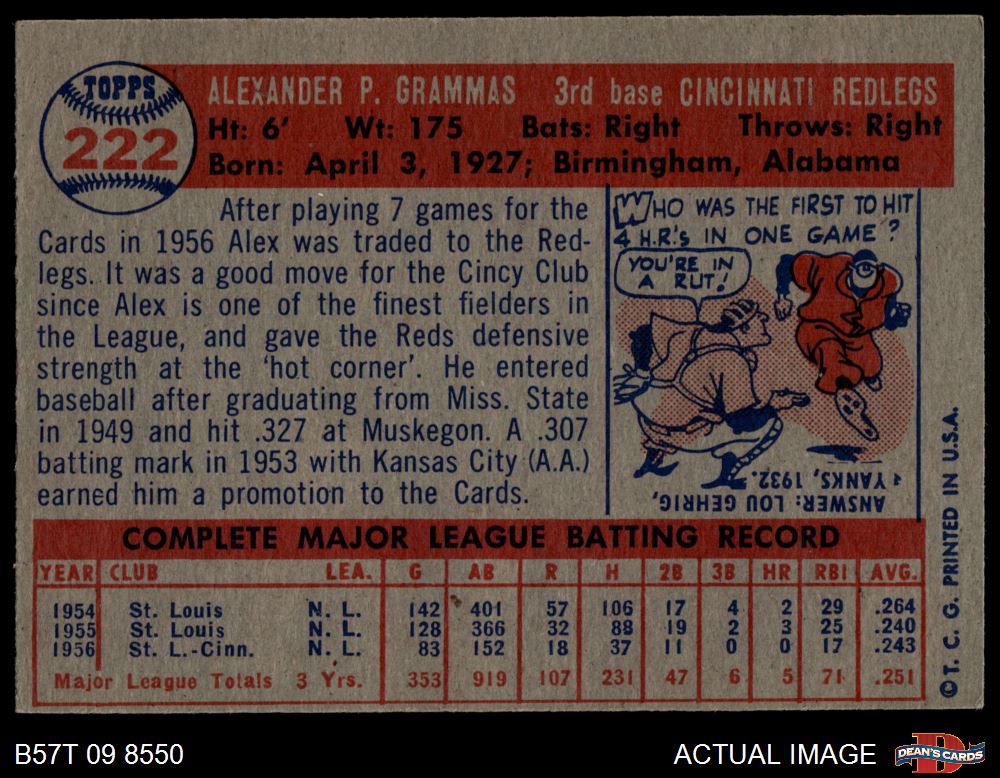 TOPPS
222
ALEXANDER P. GRAMMAS 3rd base CINCINNATI REDLEGS
Ht: 6' Wt: 175 Bats: Right Throws: Right
Born: April 3, 1927; Birmingham, Alabama
After playing 7 games for the
Cards in 1956 Alex was traded to the Red-
legs. It was a good move for the Cincy Club
since Alex is one of the finest fielders in
the League, and gave the Reds defensive
strength at the 'hot corner'. He entered
baseball after graduating from Miss. State
in 1949 and hit .327 at Muskegon. A .307
batting mark in 1953 with Kansas City (A.A.)
earned him a promotion to the Cards.
WHO WAS THE FIRST TO HIT
4 H.R.'s IN ONE GAME?
YOU'RE IN
A RUT!
ANSWER: LOU GEHRIG,
YANKS, 1932.
COMPLETE MAJOR LEAGUE BATTING RECORD
YEAR CLUB LEA. G AB R H 2B 3B HR RBI AVG.
1954 St. Louis N. L. 142 401 57 106 17 4 2 29 .264
1955 St. Louis N. L. 128 366 32 88 19 2 3 25 .240
1956 St. L.-Cinn. N. L. 83 152 18 37 11 0 0 17 .243
Major League Totals 3 Yrs. 353 919 107 231 47 6 5 71 .251
© T. C. G. PRINTED IN U.S.A.
B57T 09 8550 ACTUAL IMAGE
DEAN'S CARDS